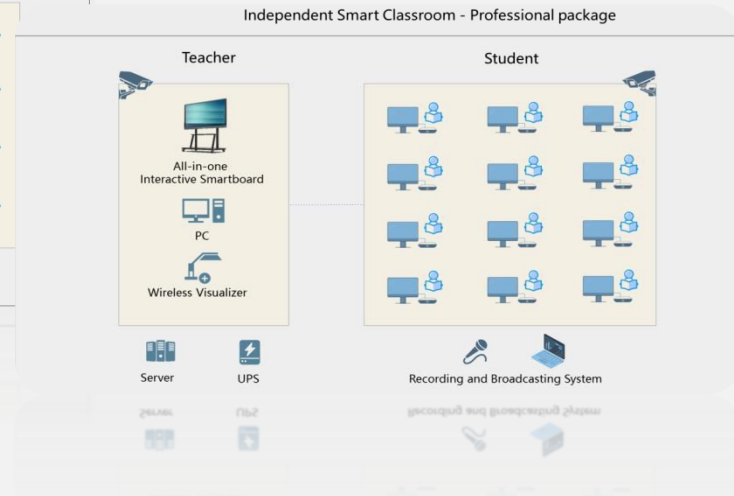 Independent Smart Classroom - Professional package
Teacher
Student
All-in-one
Interactive Smartboard
PC
Wireless Visualizer
Server
UPS
Recording and Broadcasting System